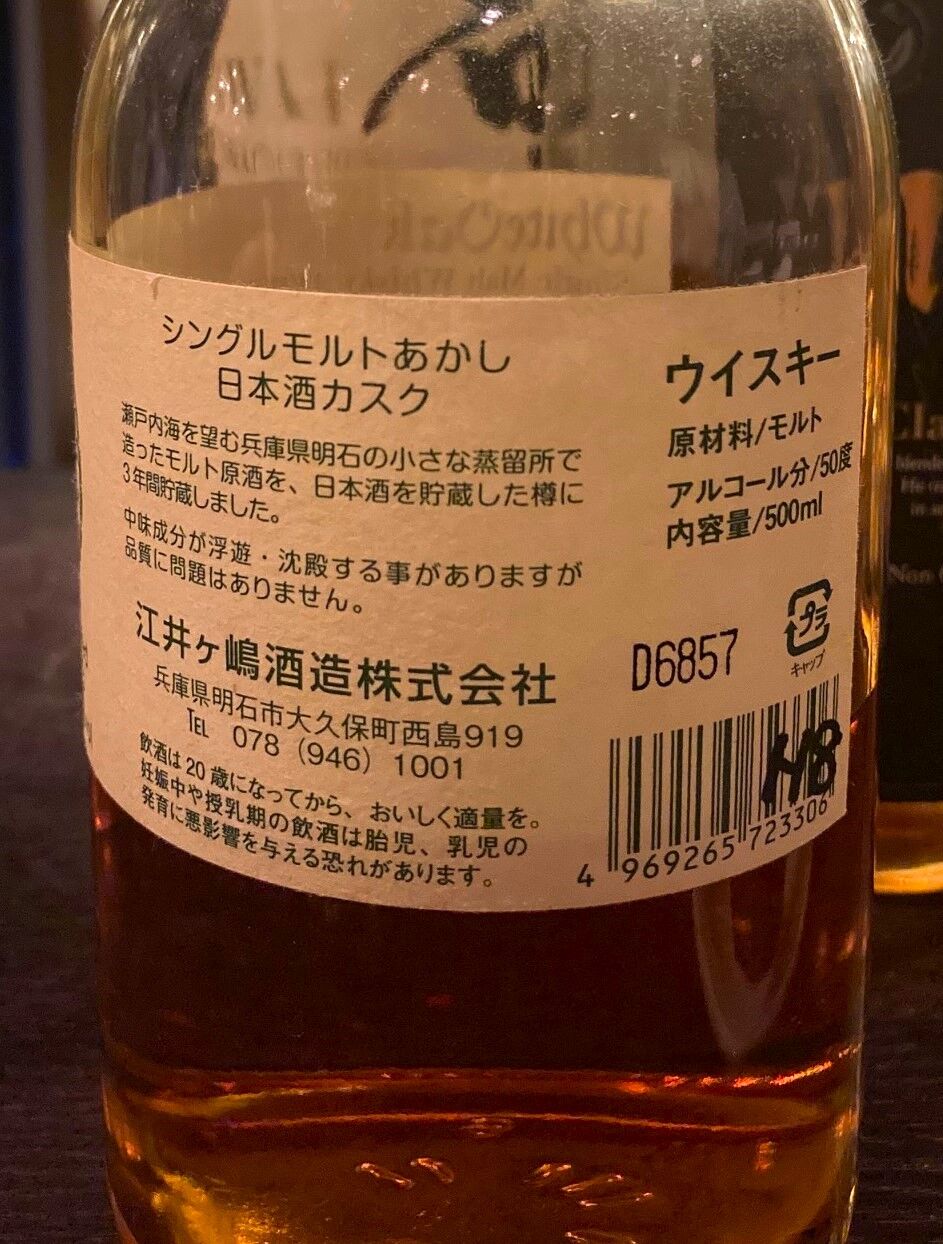 WhiteOak
Single Malt Whisky
シングルモルトあかし
日本酒カスク
瀬戸内海を望む兵庫県明石の小さな蒸留所で
造ったモルト原酒を、日本酒を貯蔵した樽に
3年間貯蔵しました。
中味成分が浮遊・沈殿する事がありますが
品質に問題はありません。
江井ヶ嶋酒造株式会社
兵庫県明石市大久保町西島919
TEL 078（946）1001
飲酒は20歳になってから、おいしく適量を。
妊娠中や授乳期の飲酒は胎児、乳児の
発育に悪影響を与える恐れがあります。
ウイスキー
原材料/モルト
アルコール分/50度
内容量/500ml
プラ
キャップ
D6857
HB
4 969265 723306
Non